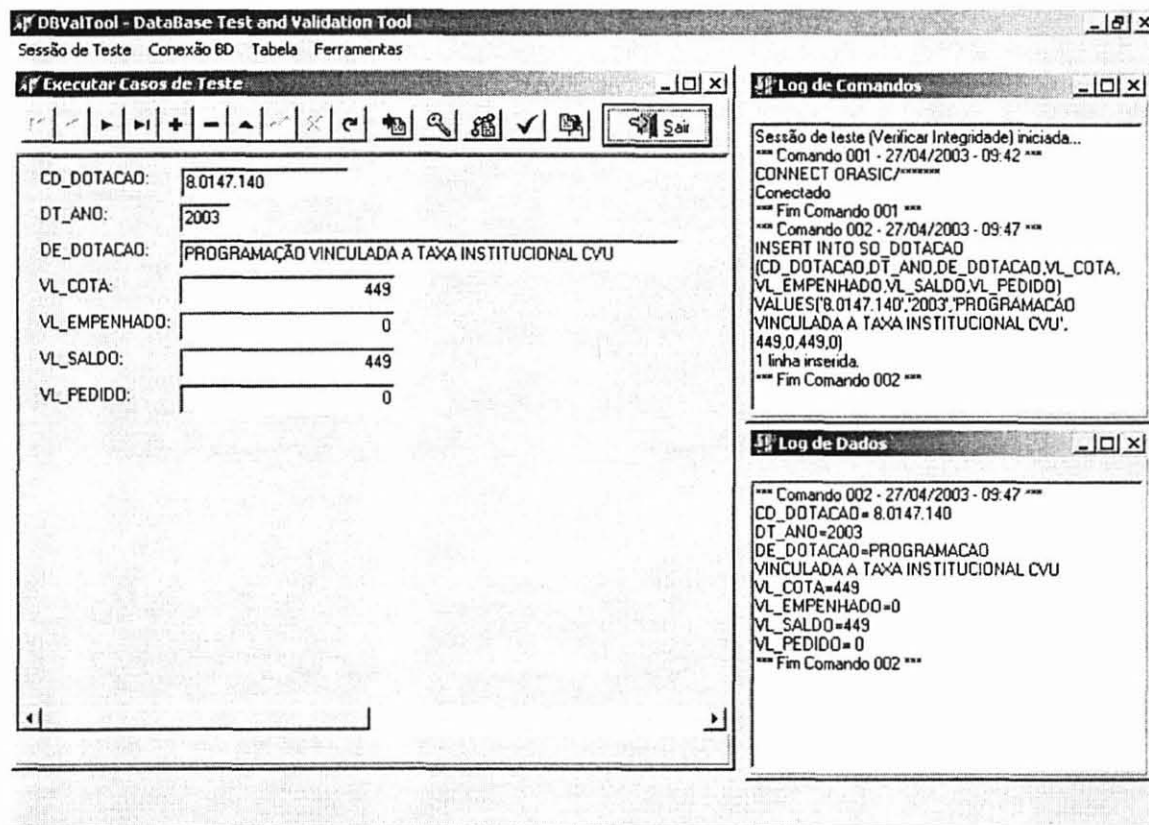 DBValTool - DataBase Test and Validation Tool
Sessão de Teste Conexão BD Tabela Ferramentas
Executar Casos de Teste
Sair
CD_DOTACAO: 8.0147.140
DT_ANO: 2003
DE_DOTACAO: PROGRAMAÇÃO VINCULADA A TAXA INSTITUCIONAL CVU
VL_COTA: 449
VL_EMPENHADO: 0
VL_SALDO: 449
VL_PEDIDO: 0
Log de Comandos
Sessão de teste (Verificar Integridade) iniciada...
*** Comando 001 - 27/04/2003 - 09:42 ***
CONNECT ORASIC/*******
Conectado
*** Fim Comando 001 ***
*** Comando 002 - 27/04/2003 - 09:47 ***
INSERT INTO SO_DOTACAO
(CD_DOTACAO,DT_ANO,DE_DOTACAO,VL_COTA,
VL_EMPENHADO,VL_SALDO,VL_PEDIDO)
VALUES('8.0147.140','2003','PROGRAMACAO
VINCULADA A TAXA INSTITUCIONAL CVU',
449,0,449,0)
1 linha inserida.
*** Fim Comando 002 ***
Log de Dados
*** Comando 002 - 27/04/2003 - 09:47 ***
CD_DOTACAO= 8.0147.140
DT_ANO=2003
DE_DOTACAO=PROGRAMACAO
VINCULADA A TAXA INSTITUCIONAL CVU
VL_COTA=449
VL_EMPENHADO=0
VL_SALDO=449
VL_PEDIDO= 0
*** Fim Comando 002 ***